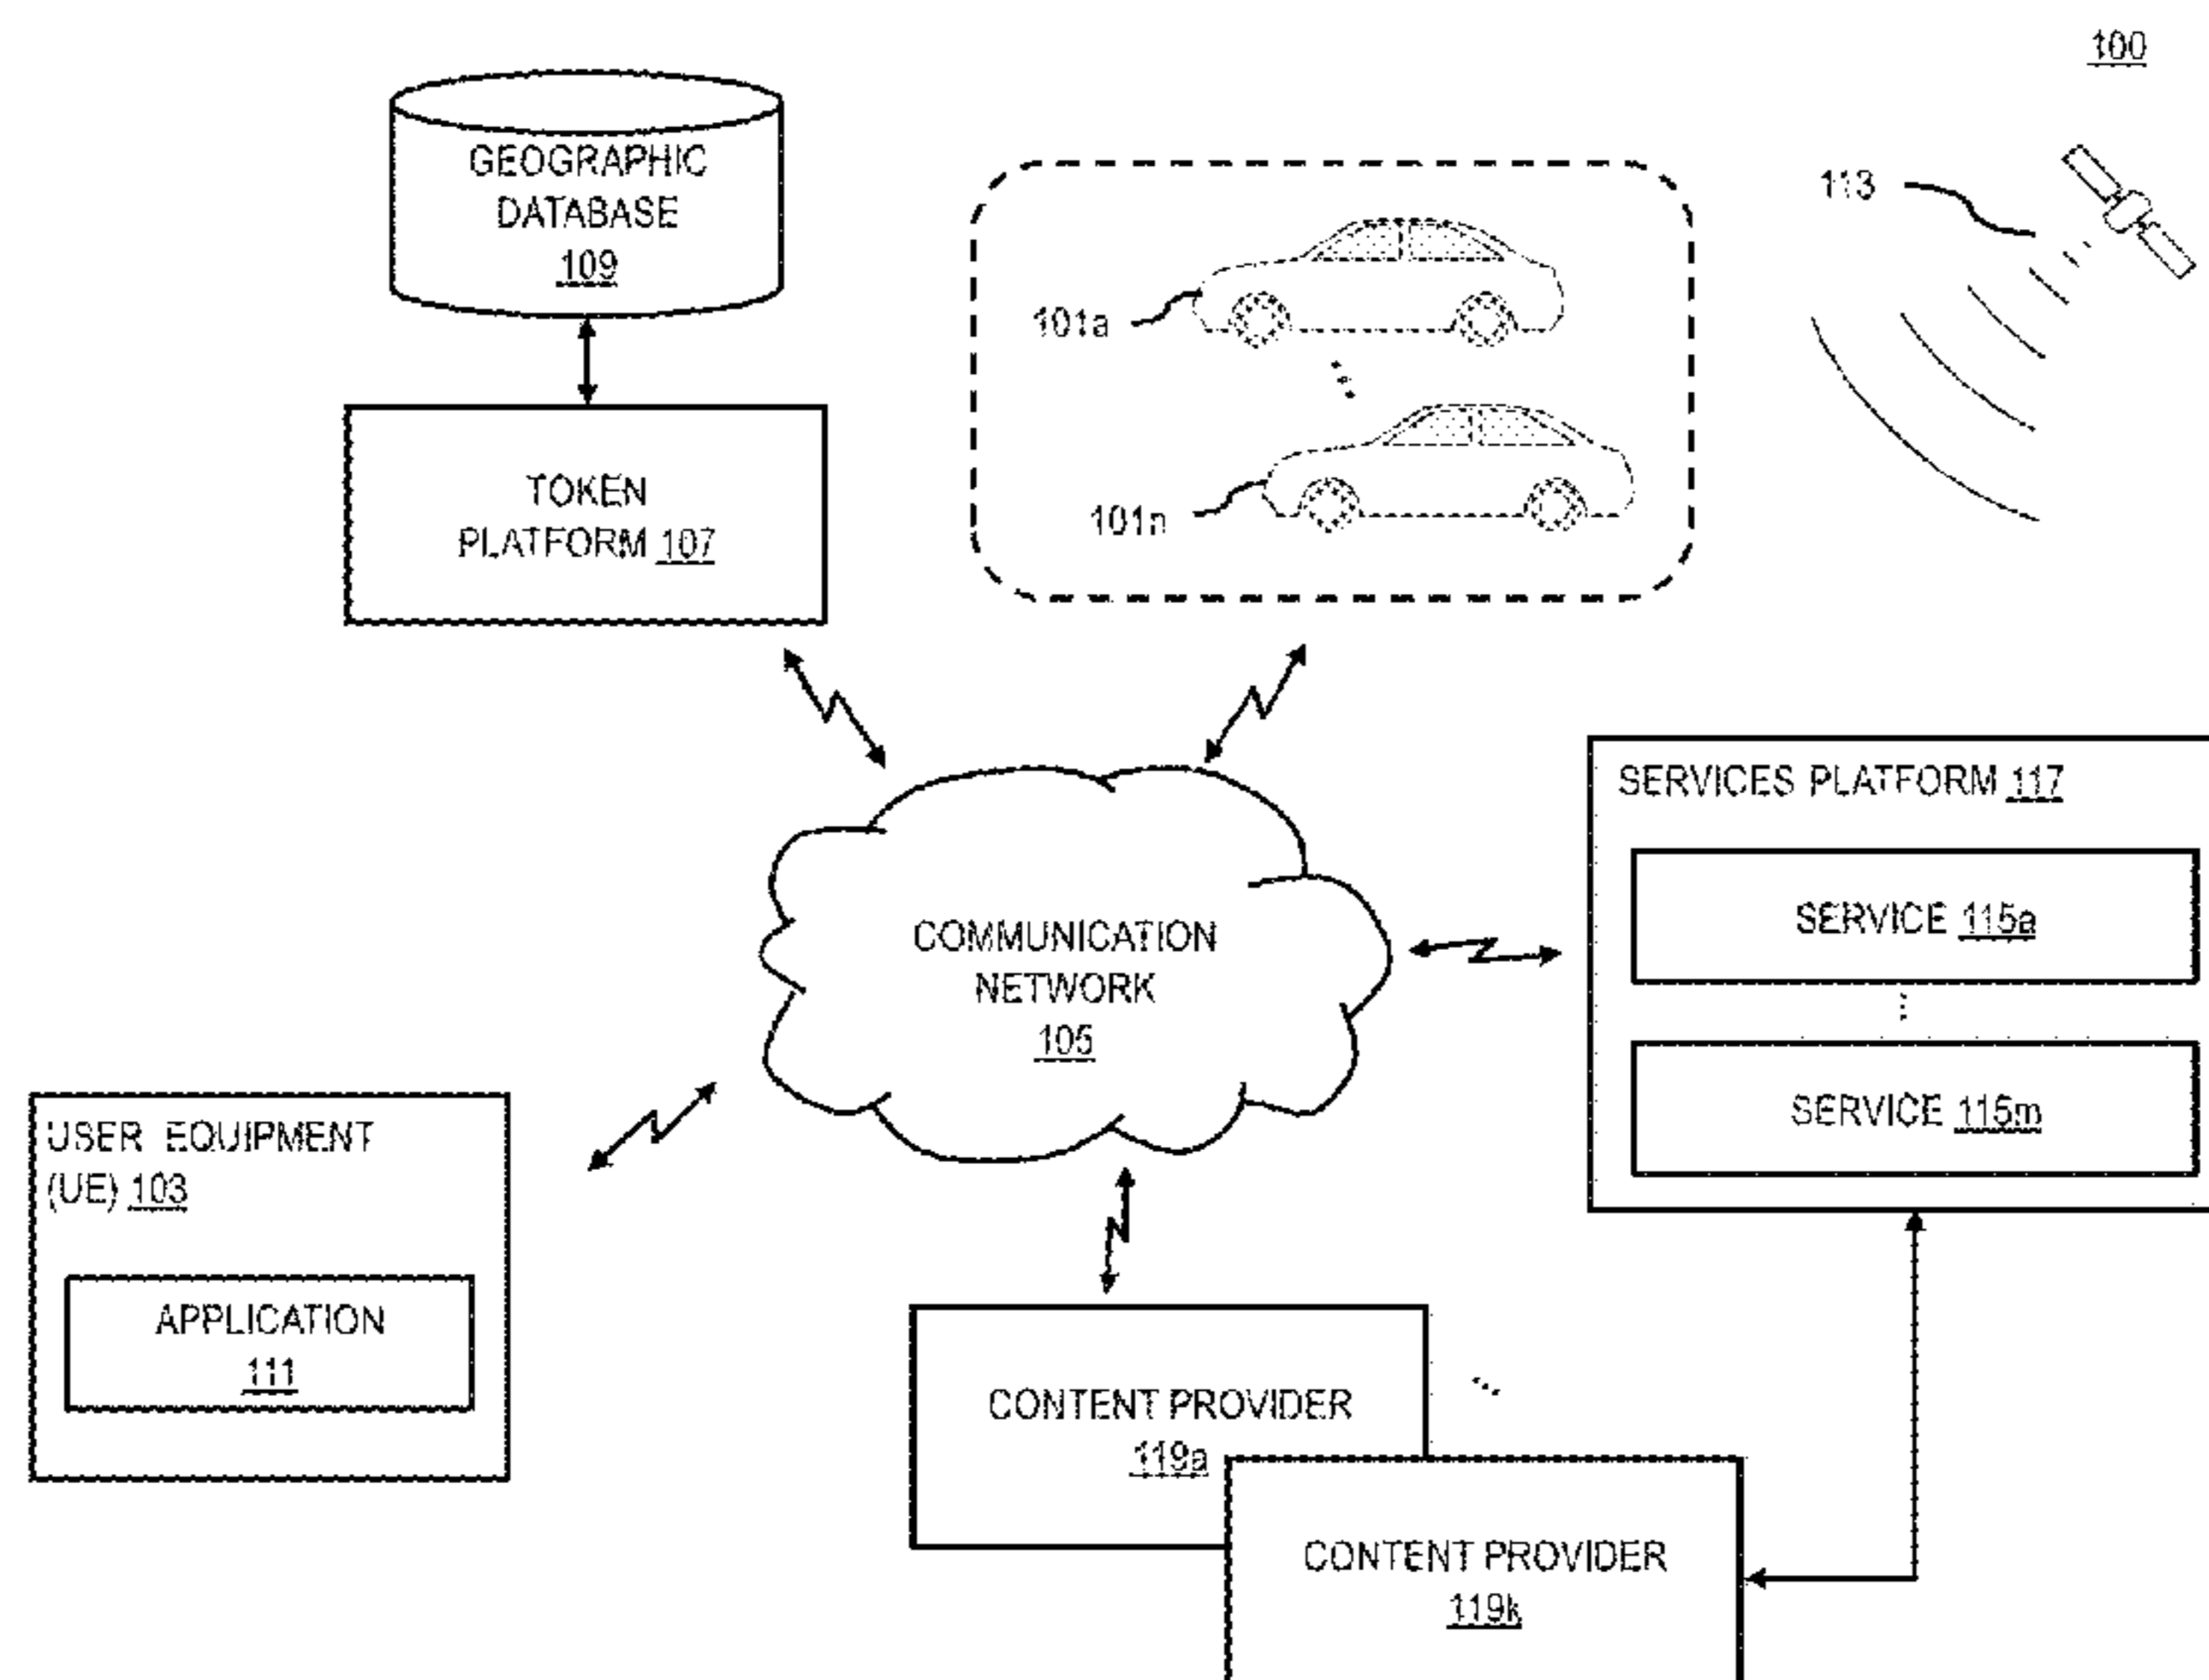 100
GEOGRAPHIC
DATABASE
109
113
101a
101n
TOKEN
PLATFORM 107
SERVICES PLATFORM 117
SERVICE 115a
SERVICE 115m
COMMUNICATION
NETWORK
105
USER EQUIPMENT
(UE) 103
APPLICATION
111
CONTENT PROVIDER
119a
CONTENT PROVIDER
119k